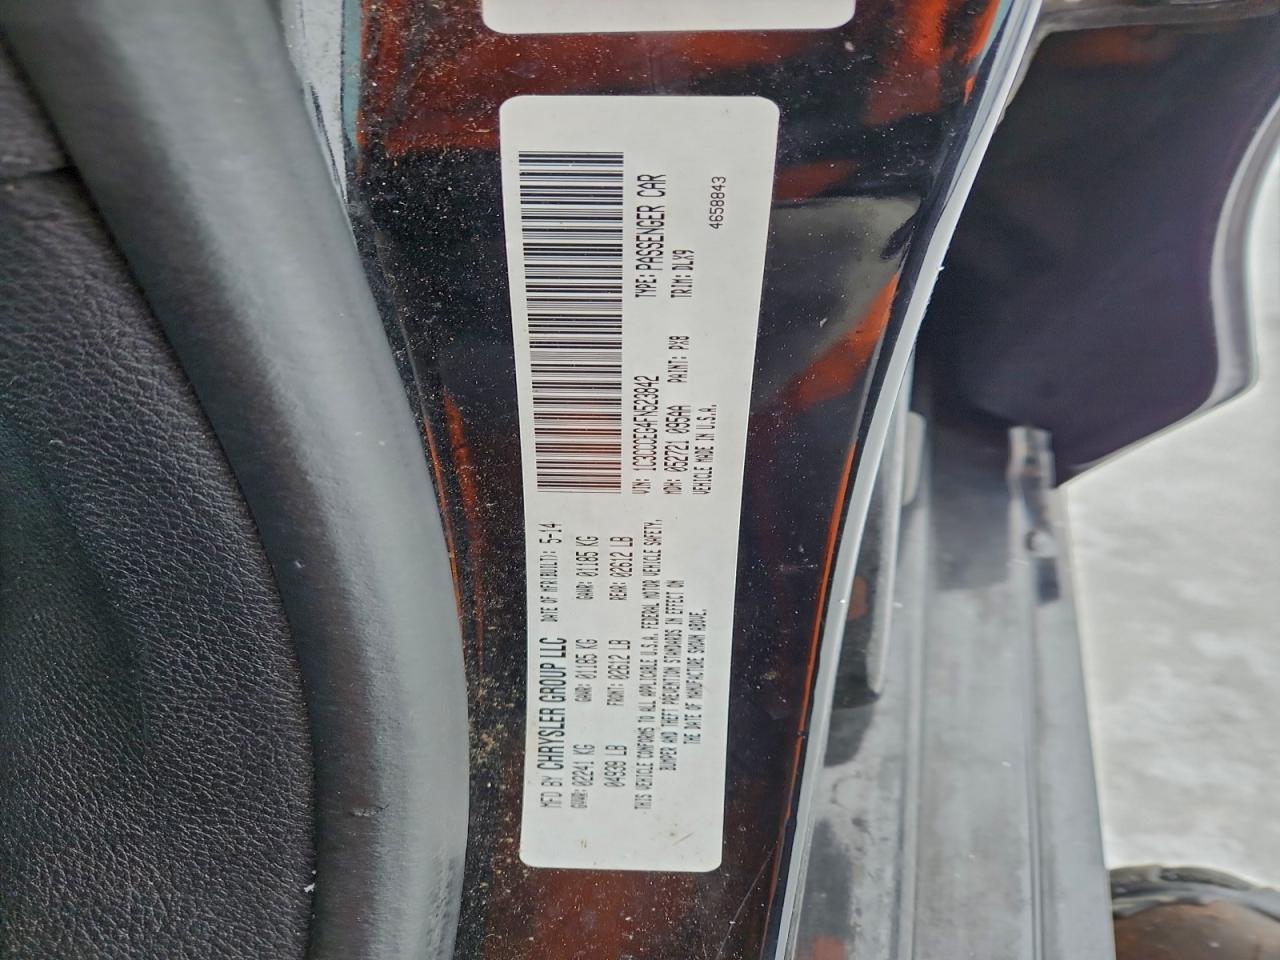 MFD BY CHRYSLER GROUP LLC DATE OF MFR(BUILT): 5-14
GVWR: 02241 KG GAWR: 01185 KG GAWR: 01185 KG
04939 LB FRONT: 02612 LB REAR: 02612 LB
THIS VEHICLE CONFORMS TO ALL APPLICABLE U.S.A. FEDERAL MOTOR VEHICLE SAFETY,
BUMPER AND THEFT PREVENTION STANDARDS IN EFFECT ON
THE DATE OF MANUFACTURE SHOWN ABOVE.
VIN: 1C3CCCEG4FN523842 TYPE: PASSENGER CAR
MDH: 052721 095AA PAINT: PX8 TRIM: DLX9
VEHICLE MADE IN U.S.A. 4658843